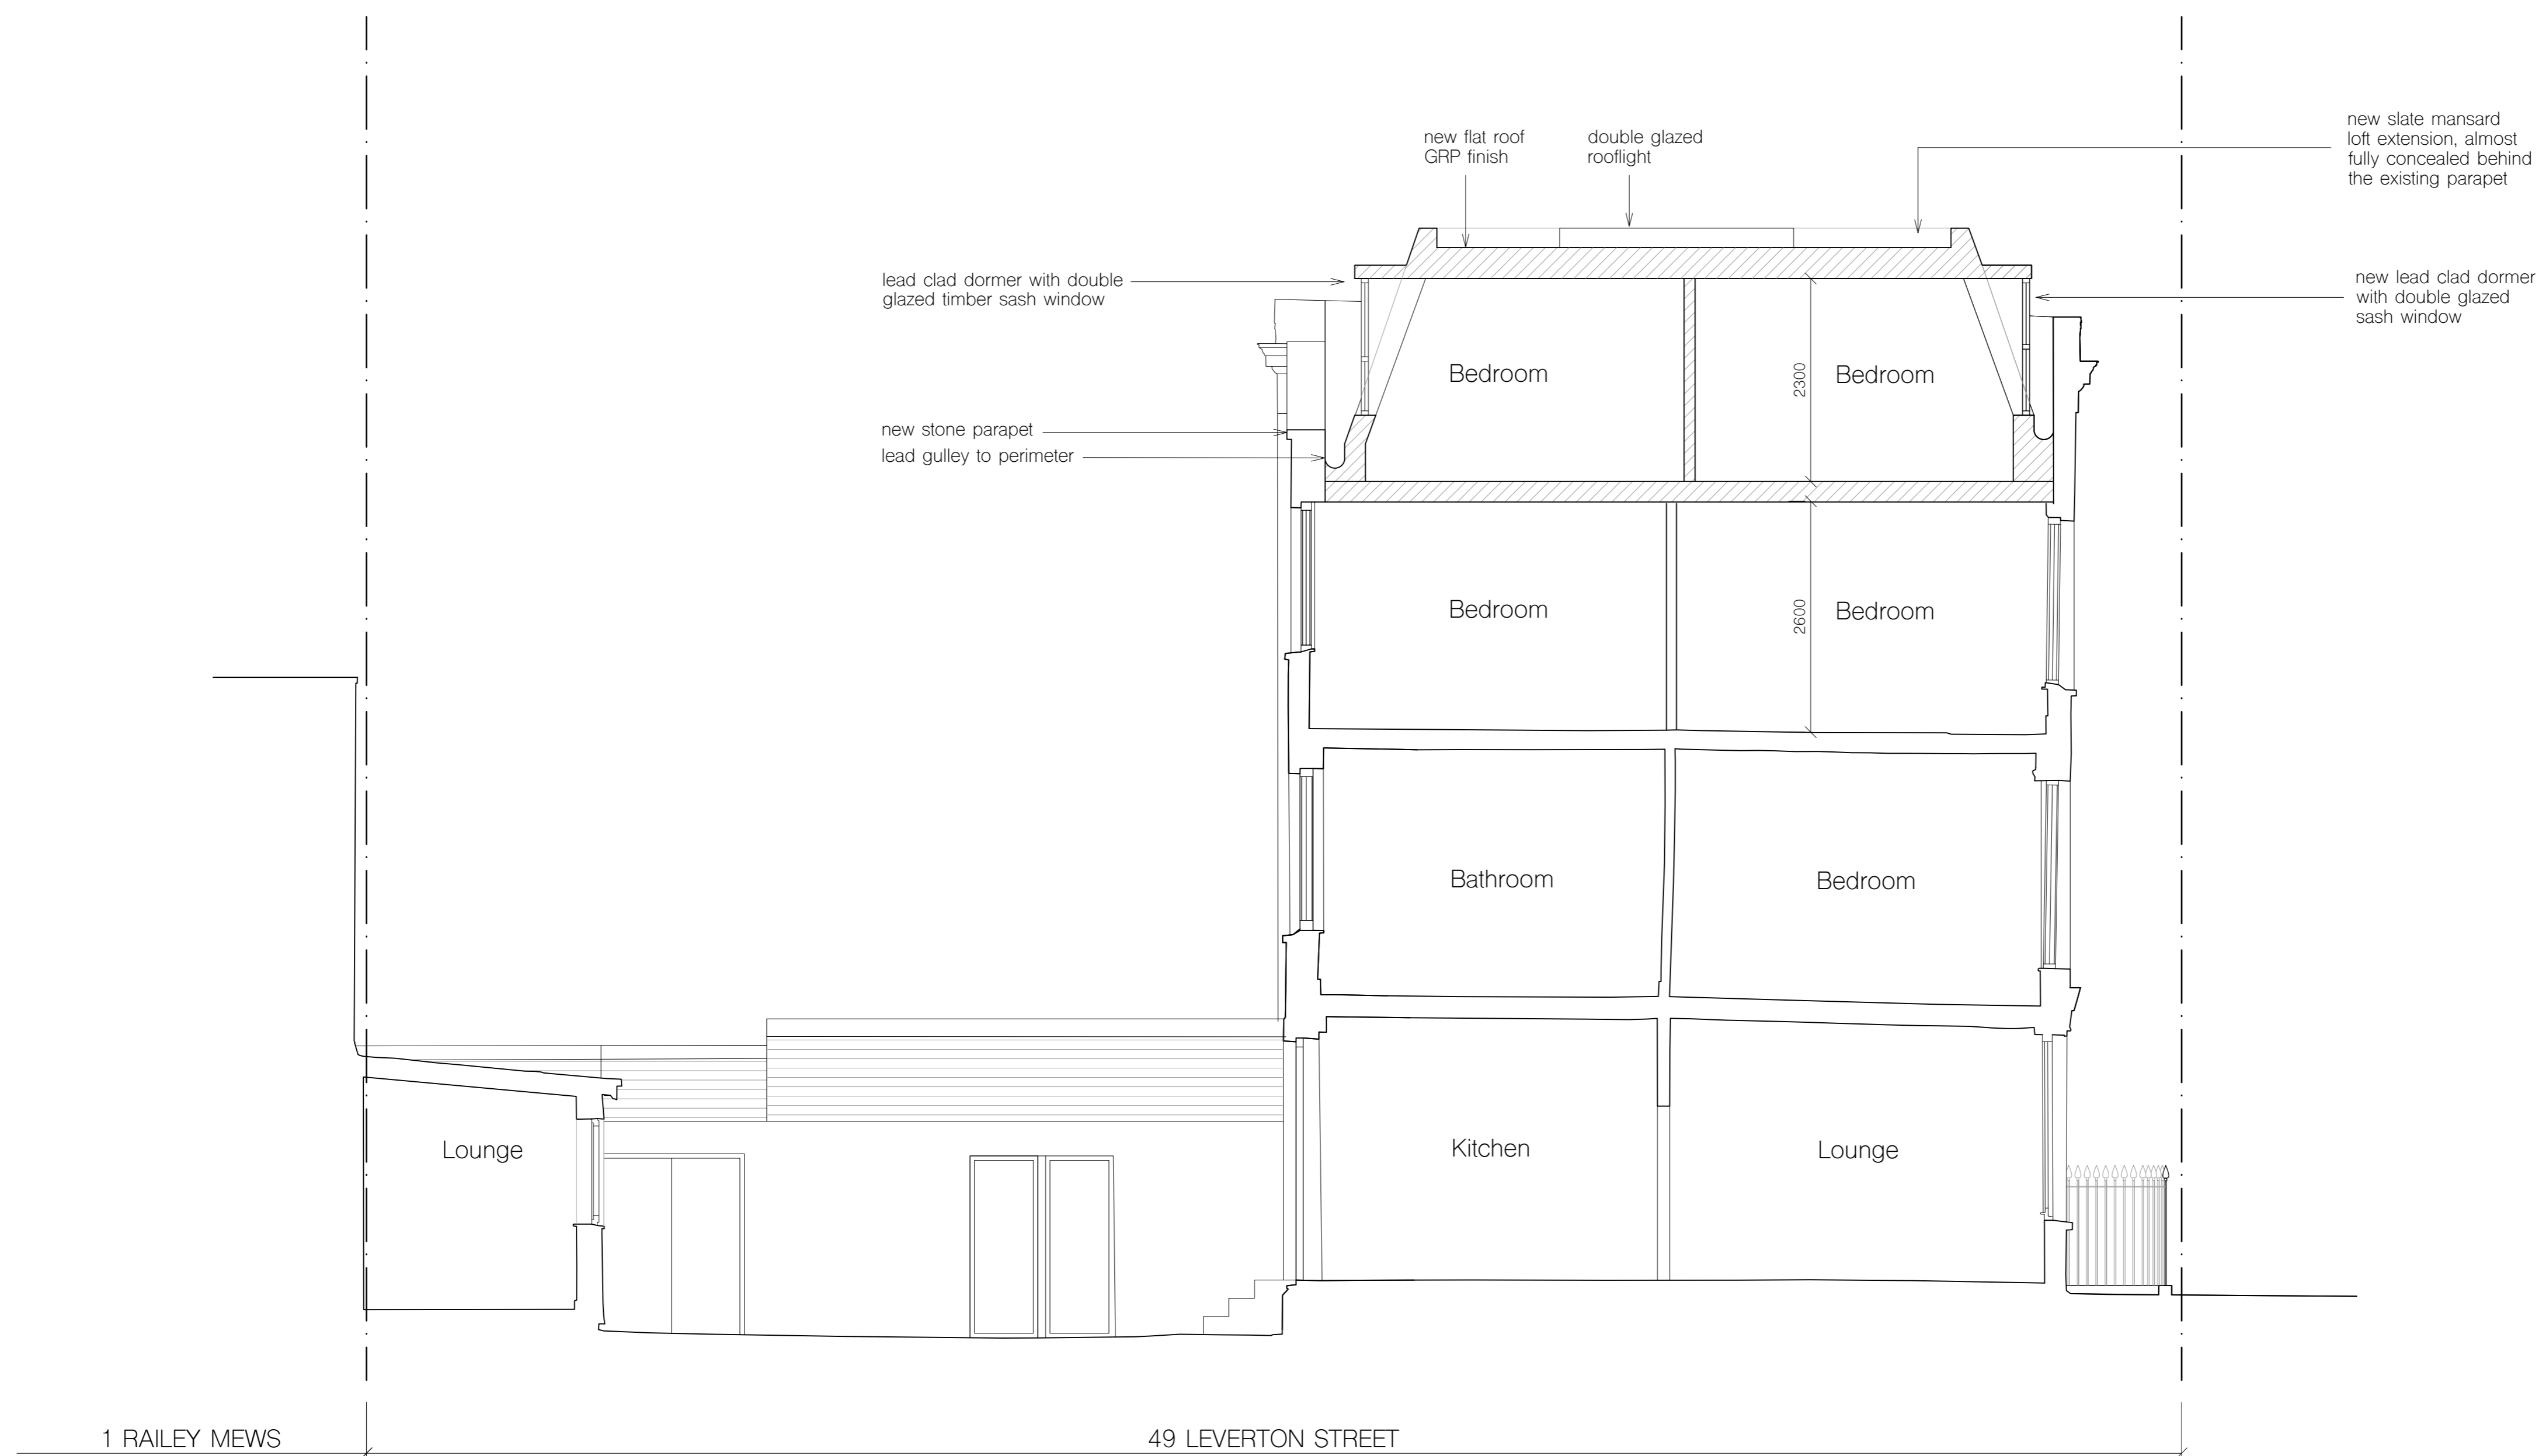 new slate mansard
loft extension, almost
fully concealed behind
the existing parapet
new flat roof
GRP finish
double glazed
rooflight
lead clad dormer with double
glazed timber sash window
new lead clad dormer
with double glazed
sash window
Bedroom
2300
Bedroom
new stone parapet
lead gulley to perimeter
Bedroom
2600
Bedroom
Bathroom
Bedroom
Lounge
Kitchen
Lounge
1 RAILEY MEWS
49 LEVERTON STREET